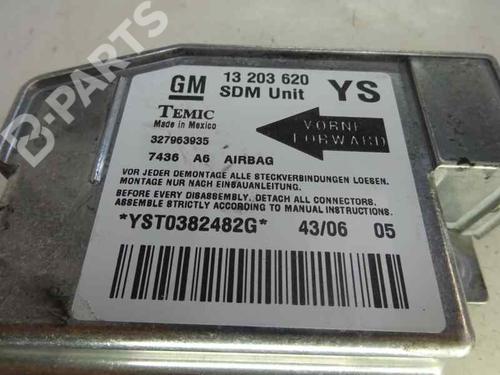 B-PARTS
GM 13 203 620 YS
SDM Unit
TEMIC
Made in Mexico
327963935
VORNE
FORWARD
7436 A6 AIRBAG
VOR JEDER DEMONTAGE ALLE STECKVERBINDUNGEN LOESEN.
MONTAGE NUR NACH EINBAUANLEITUNG.
BEFORE EVERY DISASSEMBLY, DETACH ALL CONNECTORS.
ASSEMBLE STRICTLY ACCORDING TO MANUAL INSTRUCTIONS.
*YST0382482G* 43/06 05